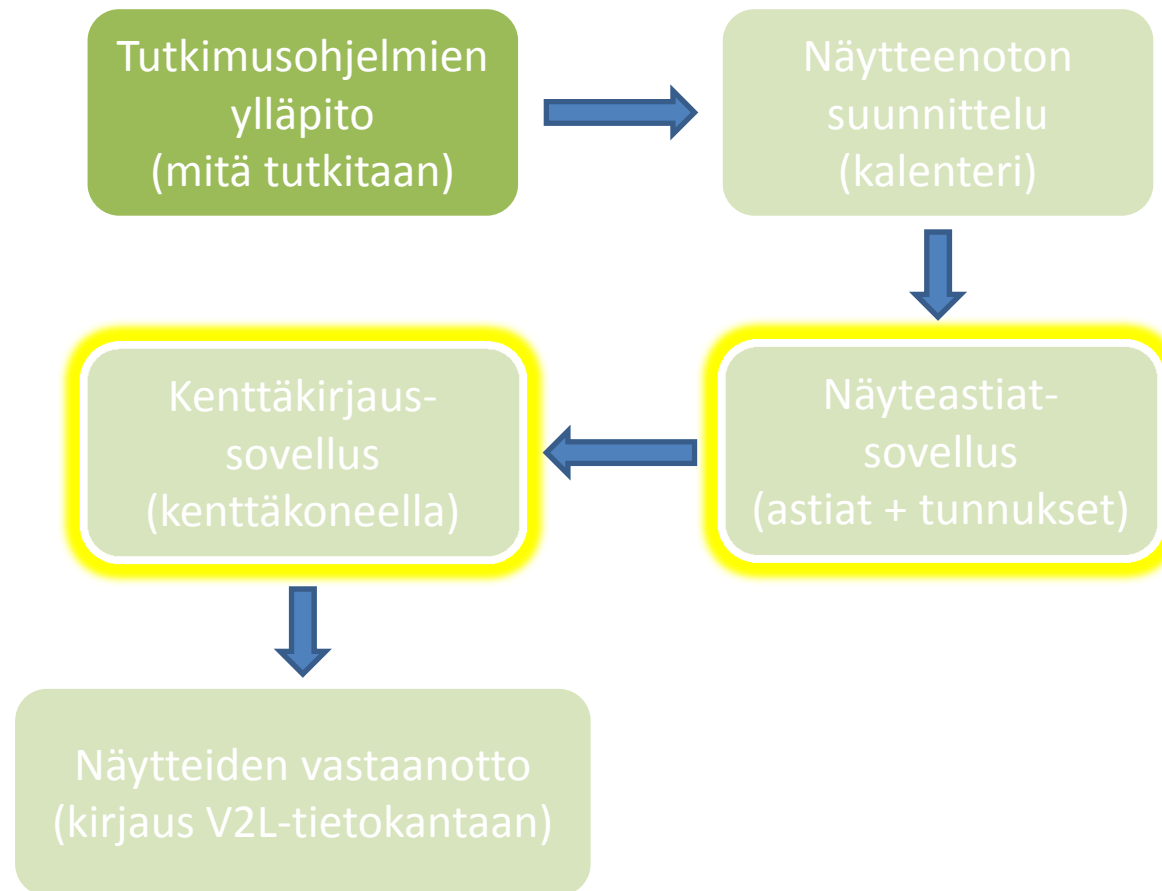 Tutkimusohjelmien
ylläpito
(mitä tutkitaan)
Näytteenoton
suunnittelu
(kalenteri)
Näyteastiat-
sovellus
(astiat + tunnukset)
Kenttäkirjaus-
sovellus
(kenttäkoneella)
Näytteiden vastaanotto
(kirjaus V2L-tietokantaan)